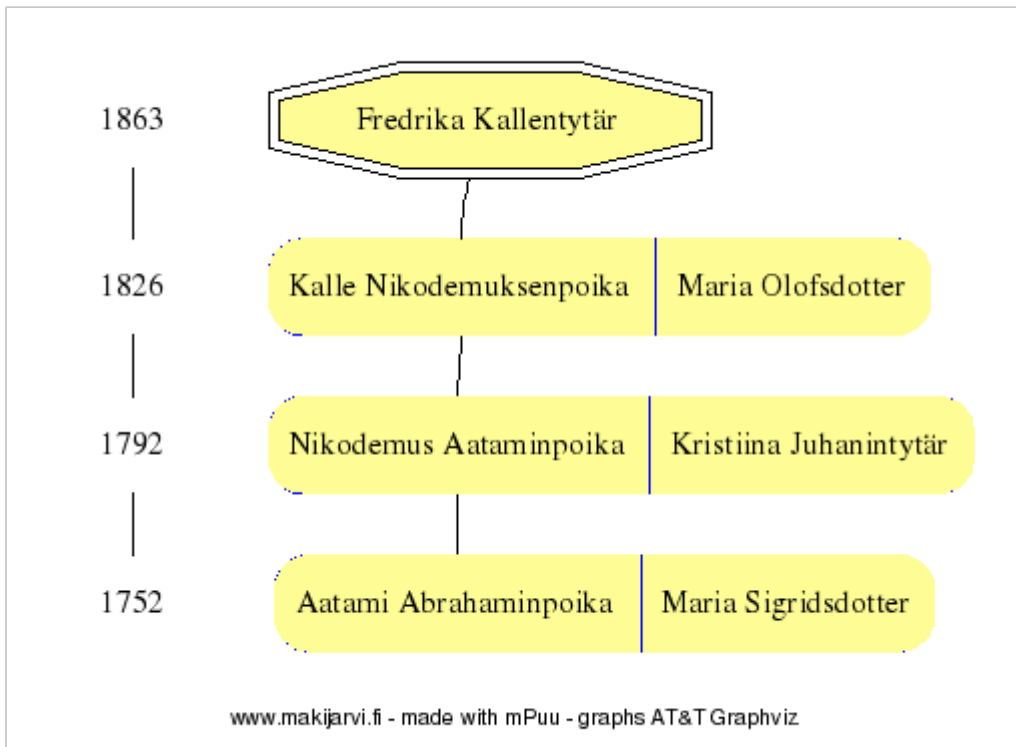 1863 Fredrika Kallentytär
1826 Kalle Nikodemuksenpoika Maria Olofsdotter
1792 Nikodemus Aataminpoika Kristiina Juhanintytär
1752 Aatami Abrahaminpoika Maria Sigridsdotter
www.makijarvi.fi - made with mPuu - graphs AT&T Graphviz